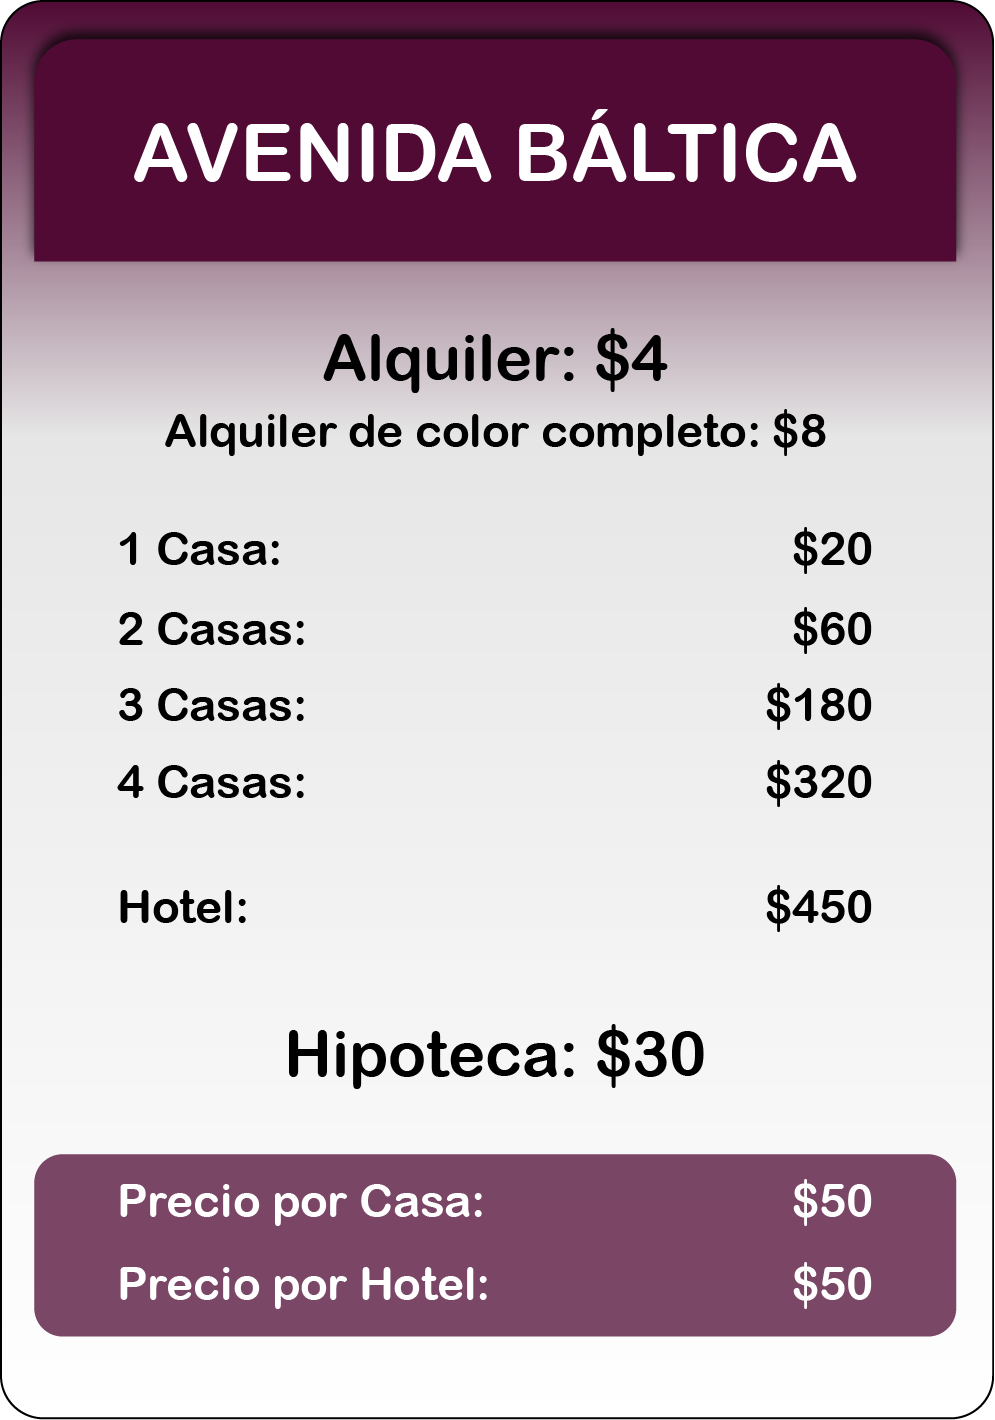 AVENIDA BÁLTICA
Alquiler: $4
Alquiler de color completo: $8
1 Casa: $20
2 Casas: $60
3 Casas: $180
4 Casas: $320
Hotel: $450
Hipoteca: $30
Precio por Casa: $50
Precio por Hotel: $50